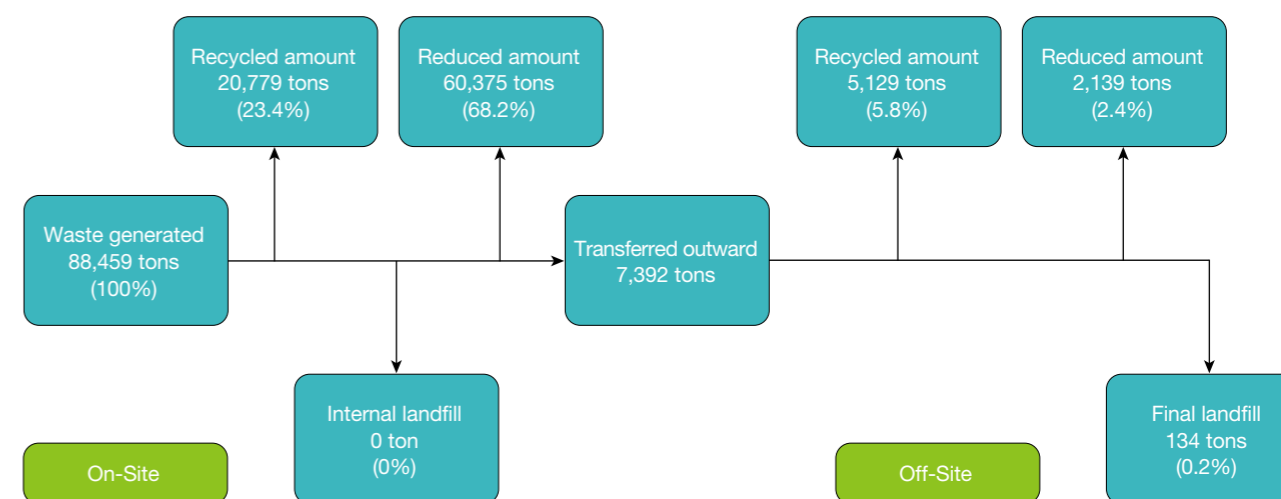 Recycled amount
20,779 tons
(23.4%)
Reduced amount
60,375 tons
(68.2%)
Recycled amount
5,129 tons
(5.8%)
Reduced amount
2,139 tons
(2.4%)
Waste generated
88,459 tons
(100%)
Transferred outward
7,392 tons
Internal landfill
0 ton
(0%)
Final landfill
134 tons
(0.2%)
On-Site
Off-Site